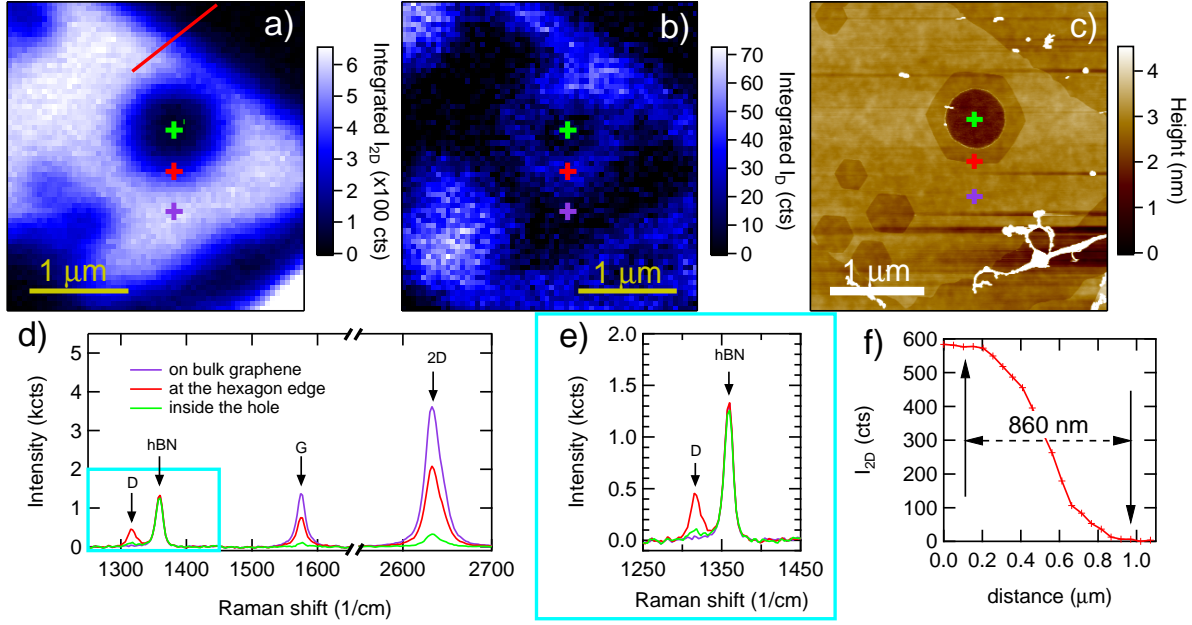 a)
1 μm
Integrated I2D (x100 cts)
6
5
4
3
2
1
0
b)
1 μm
Integrated ID (cts)
70
60
50
40
30
20
10
0
c)
1 μm
Height (nm)
4
3
2
1
0
d)
Intensity (kcts)
5
4
3
2
1
0
on bulk graphene
at the hexagon edge
inside the hole
D
hBN
G
2D
1300 1400 1500 1600 2600 2700
Raman shift (1/cm)
e)
Intensity (kcts)
2.0
1.5
1.0
0.5
0.0
hBN
D
1250 1350 1450
Raman shift (1/cm)
f)
I2D (cts)
600
500
400
300
200
100
0
860 nm
0.0 0.2 0.4 0.6 0.8 1.0
distance (μm)